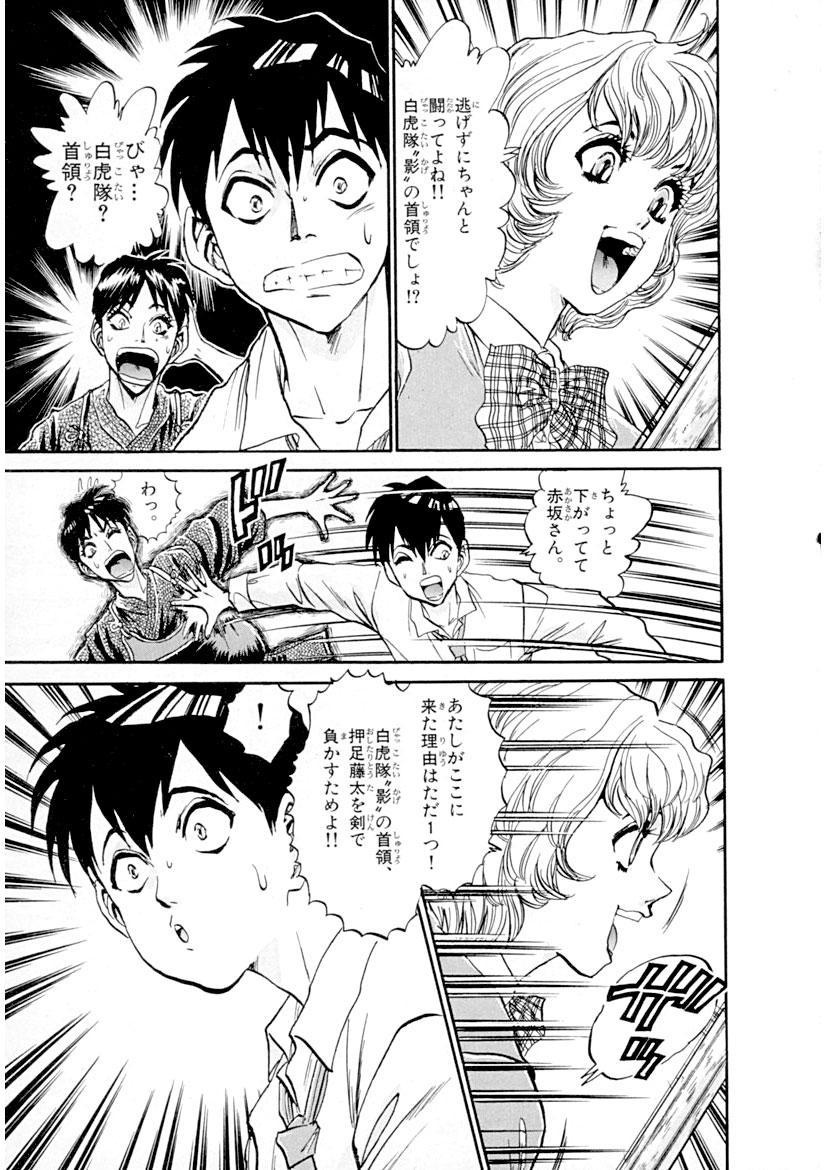 逃げずにちゃんと
闘ってよね!!
白虎隊〝影〟の首領でしょ!?
びゃ…
白虎隊?
首領?
ちょっと
下がってて
赤坂さん。
ドドドド
わっ。
あたしがここに
来た理由はただ1つ!
白虎隊〝影〟の首領、
押足藤太を剣で
負かすためよ!!
!